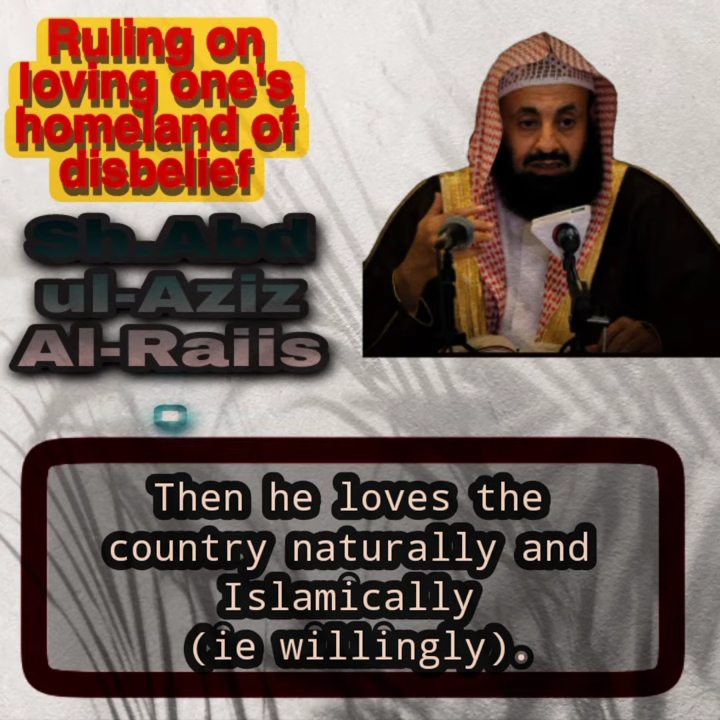 Ruling on
loving one's
homeland of
disbelief
Sh.Abd
ul-Aziz
Al-Raiis
Then he loves the
country naturally and
Islamically
(ie willingly).